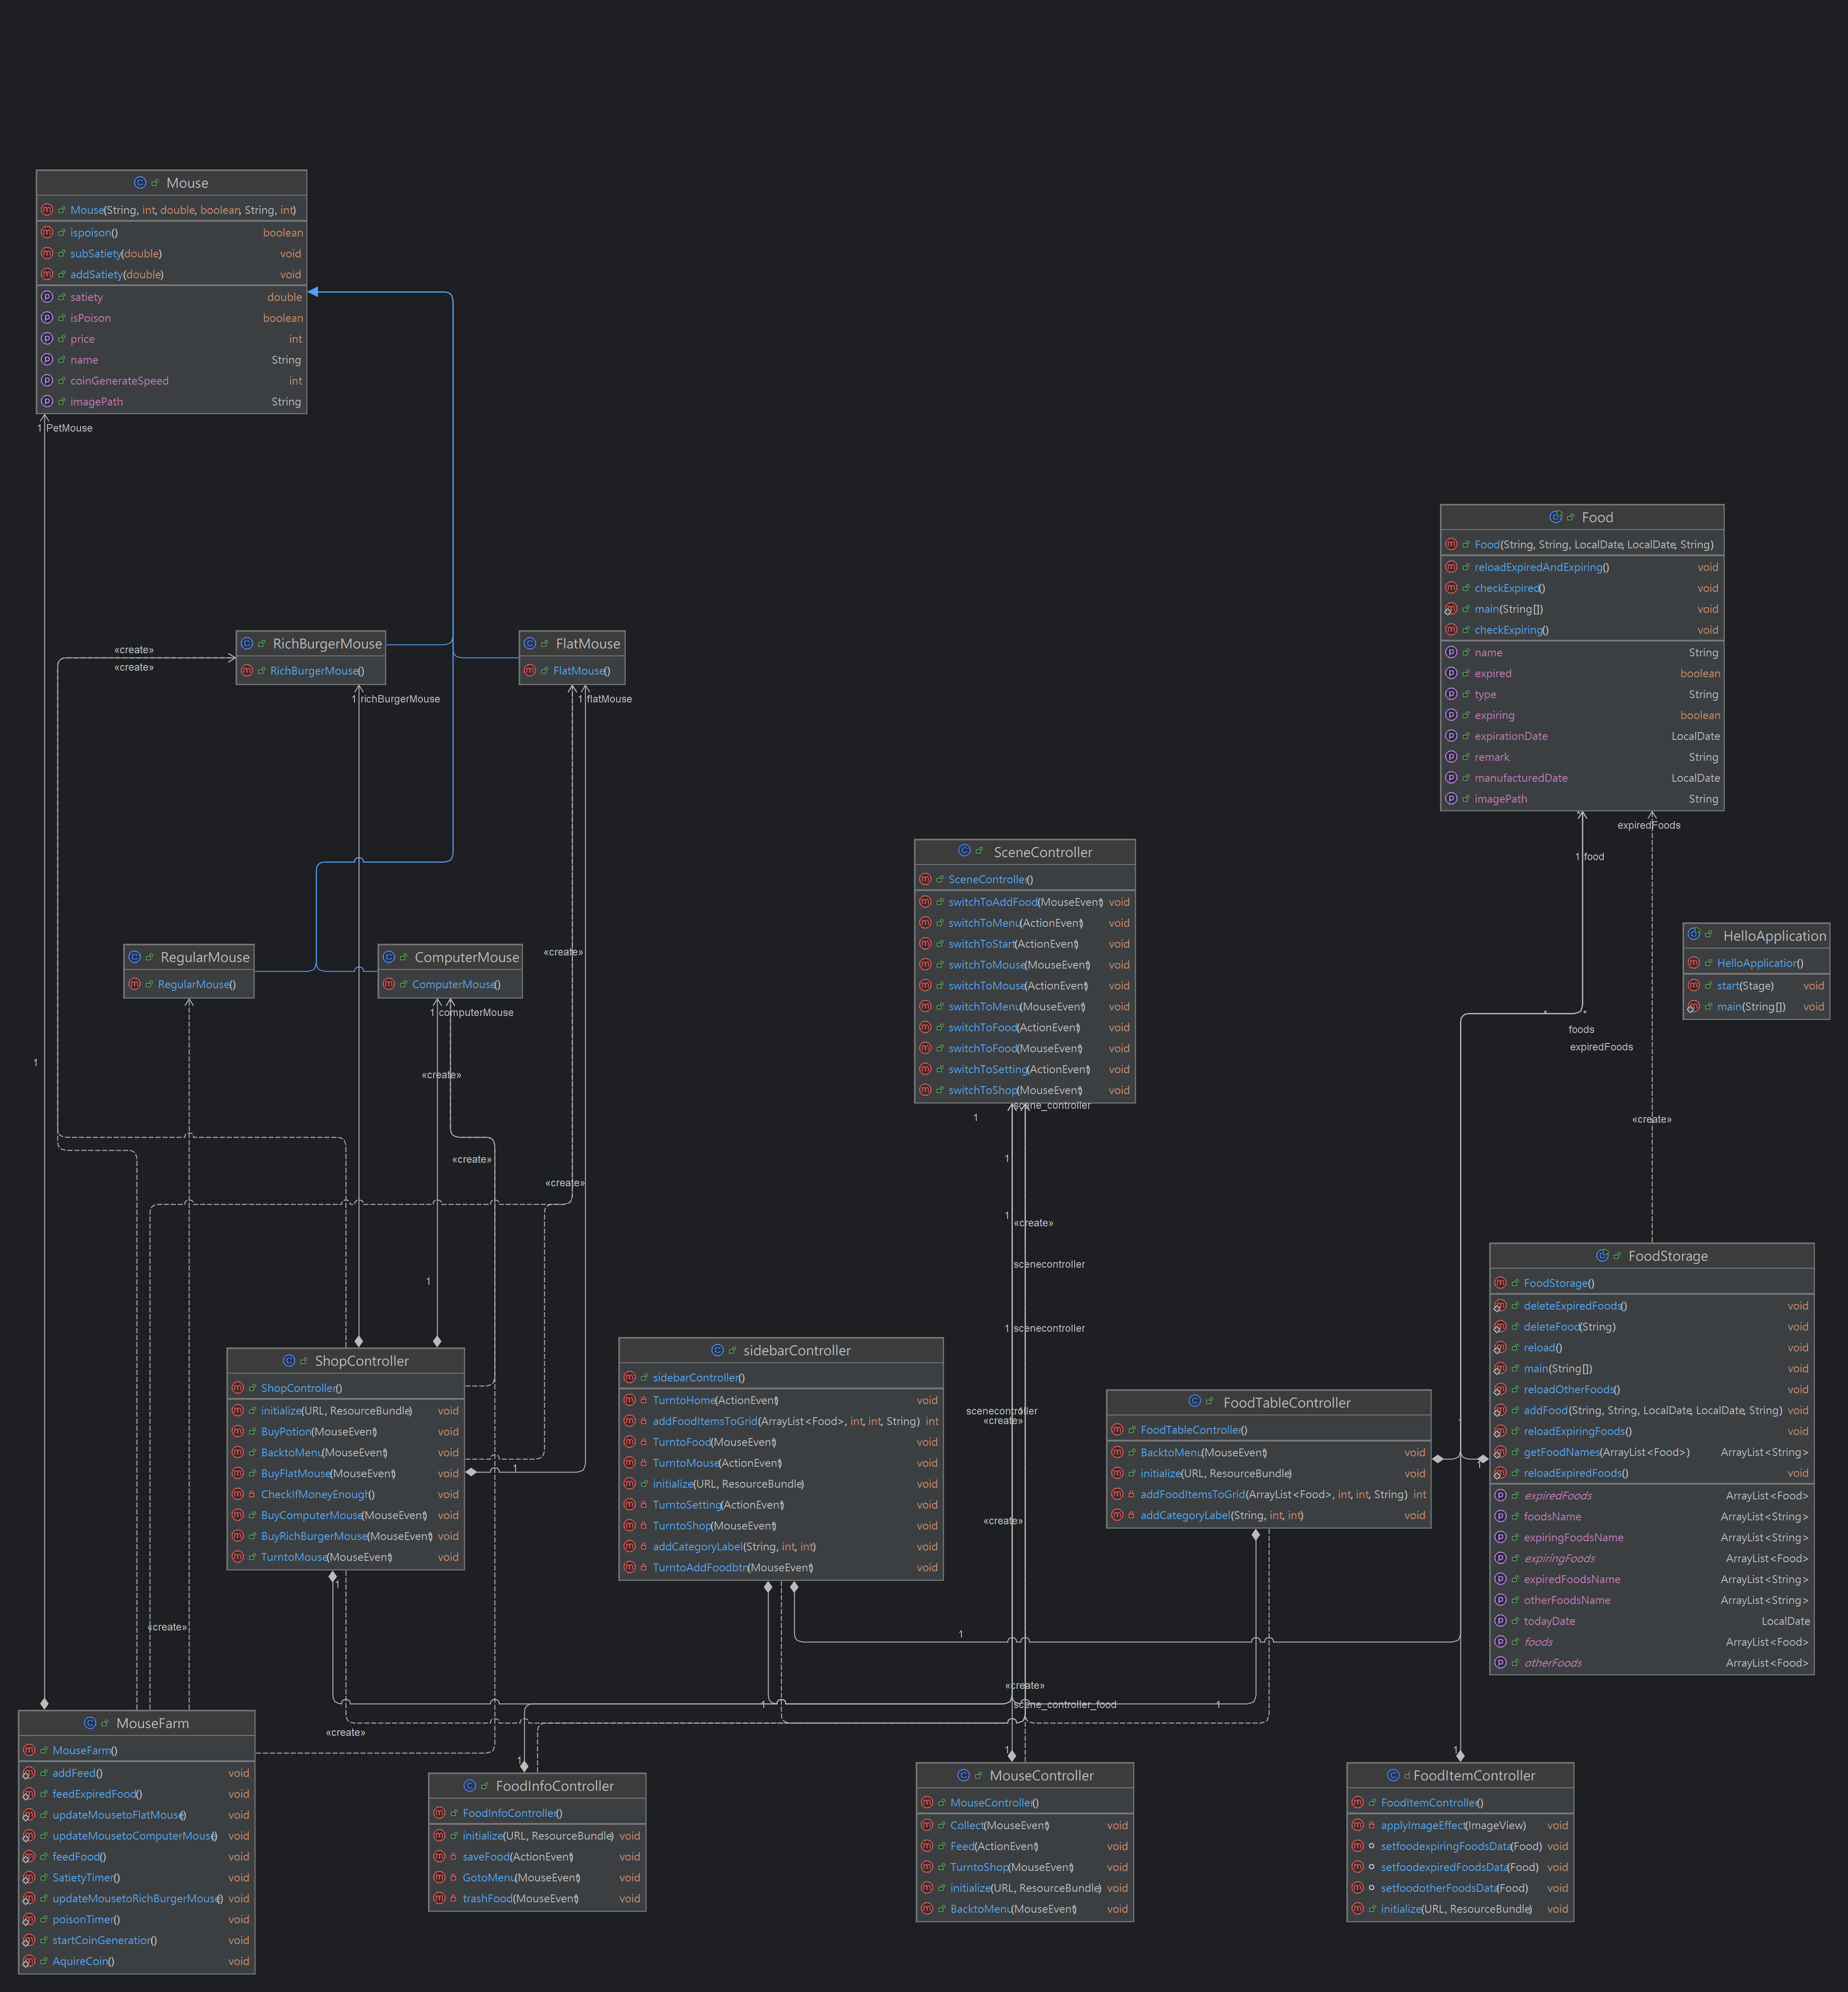 Mouse
Mouse(String, int, double, boolean, String, int)
ispoison() boolean
subSatiety(double) void
addSatiety(double) void
satiety double
isPoison boolean
price int
name String
coinGenerateSpeed int
imagePath String
1 PetMouse
Food
Food(String, String, LocalDate, LocalDate, String)
reloadExpiredAndExpiring() void
checkExpired() void
main(String[]) void
checkExpiring() void
name String
expired boolean
type String
expiring boolean
expirationDate LocalDate
remark String
manufacturedDate LocalDate
imagePath String
expiredFoods
1 food
RichBurgerMouse
RichBurgerMouse()
«create»
«create»
1 richBurgerMouse
FlatMouse
FlatMouse()
1 flatMouse
SceneController
SceneController()
switchToAddFood(MouseEvent) void
switchToMenu(ActionEvent) void
switchToStart(ActionEvent) void
switchToMouse(MouseEvent) void
switchToMouse(ActionEvent) void
switchToMenu(MouseEvent) void
switchToFood(ActionEvent) void
switchToFood(MouseEvent) void
switchToSetting(ActionEvent) void
switchToShop(MouseEvent) void
scene_controller
1
HelloApplication
HelloApplication()
start(Stage) void
main(String[]) void
RegularMouse
RegularMouse()
ComputerMouse
ComputerMouse()
1 computerMouse
«create»
* *
foods
expiredFoods
1
«create»
«create»
«create»
«create»
1
1
«create»
scenecontroller
1 scenecontroller
scenecontroller
«create»
«create»
1
FoodStorage
FoodStorage()
deleteExpiredFoods() void
deleteFood(String) void
reload() void
main(String[]) void
reloadOtherFoods() void
addFood(String, String, LocalDate, LocalDate, String) void
reloadExpiringFoods() void
getFoodNames(ArrayList<Food>) ArrayList<String>
reloadExpiredFoods() void
expiredFoods ArrayList<Food>
foodsName ArrayList<String>
expiringFoodsName ArrayList<String>
expiringFoods ArrayList<Food>
expiredFoodsName ArrayList<String>
otherFoodsName ArrayList<String>
todayDate LocalDate
foods ArrayList<Food>
otherFoods ArrayList<Food>
1
ShopController
ShopController()
initialize(URL, ResourceBundle) void
BuyPotion(MouseEvent) void
BacktoMenu(MouseEvent) void
BuyFlatMouse(MouseEvent) void
CheckIfMoneyEnough() void
BuyComputerMouse(MouseEvent) void
BuyRichBurgerMouse(MouseEvent) void
TurntoMouse(MouseEvent) void
1
1
sidebarController
sidebarController()
TurntoHome(ActionEvent) void
addFoodItemsToGrid(ArrayList<Food>, int, int, String) int
TurntoFood(MouseEvent) void
TurntoMouse(ActionEvent) void
initialize(URL, ResourceBundle) void
TurntoSetting(ActionEvent) void
TurntoShop(MouseEvent) void
addCategoryLabel(String, int, int) void
TurntoAddFoodbtn(MouseEvent) void
FoodTableController
FoodTableController()
BacktoMenu(MouseEvent) void
initialize(URL, ResourceBundle) void
addFoodItemsToGrid(ArrayList<Food>, int, int, String) int
addCategoryLabel(String, int, int) void
1
«create»
«create»
scene_controller_food
1
1
«create»
MouseFarm
MouseFarm()
addFeed() void
feedExpiredFood() void
updateMousetoFlatMouse() void
updateMousetoComputerMouse() void
feedFood() void
SatietyTimer() void
updateMousetoRichBurgerMouse() void
poisonTimer() void
startCoinGeneration() void
AquireCoin() void
1
FoodInfoController
FoodInfoController()
initialize(URL, ResourceBundle) void
saveFood(ActionEvent) void
GotoMenu(MouseEvent) void
trashFood(MouseEvent) void
1
MouseController
MouseController()
Collect(MouseEvent) void
Feed(ActionEvent) void
TurntoShop(MouseEvent) void
initialize(URL, ResourceBundle) void
BacktoMenu(MouseEvent) void
1
FoodItemController
FoodItemController()
applyImageEffect(ImageView) void
setfoodexpiringFoodsData(Food) void
setfoodexpiredFoodsData(Food) void
setfoodotherFoodsData(Food) void
initialize(URL, ResourceBundle) void